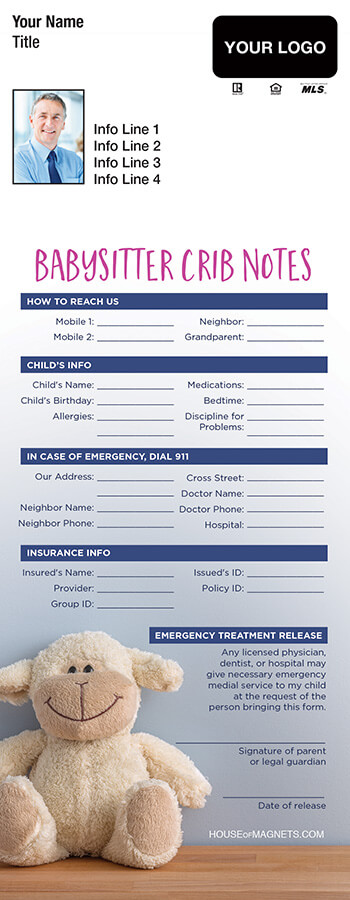 Your Name
Title
YOUR LOGO
MLS
Info Line 1
Info Line 2
Info Line 3
Info Line 4
BABYSITTER CRIB NOTES
HOW TO REACH US
Mobile 1:
Neighbor:
Mobile 2:
Grandparent:
CHILD'S INFO
Child's Name:
Medications:
Child's Birthday:
Bedtime:
Allergies:
Discipline for
Problems:
IN CASE OF EMERGENCY, DIAL 911
Our Address:
Cross Street:
Doctor Name:
Neighbor Name:
Doctor Phone:
Neighbor Phone:
Hospital:
INSURANCE INFO
Insured's Name:
Issued's ID:
Provider:
Policy ID:
Group ID:
EMERGENCY TREATMENT RELEASE
Any licensed physician,
dentist, or hospital may
give necessary emergency
medial service to my child
at the request of the
person bringing this form.
Signature of parent
or legal guardian
Date of release
HOUSEOFMAGNETS.COM